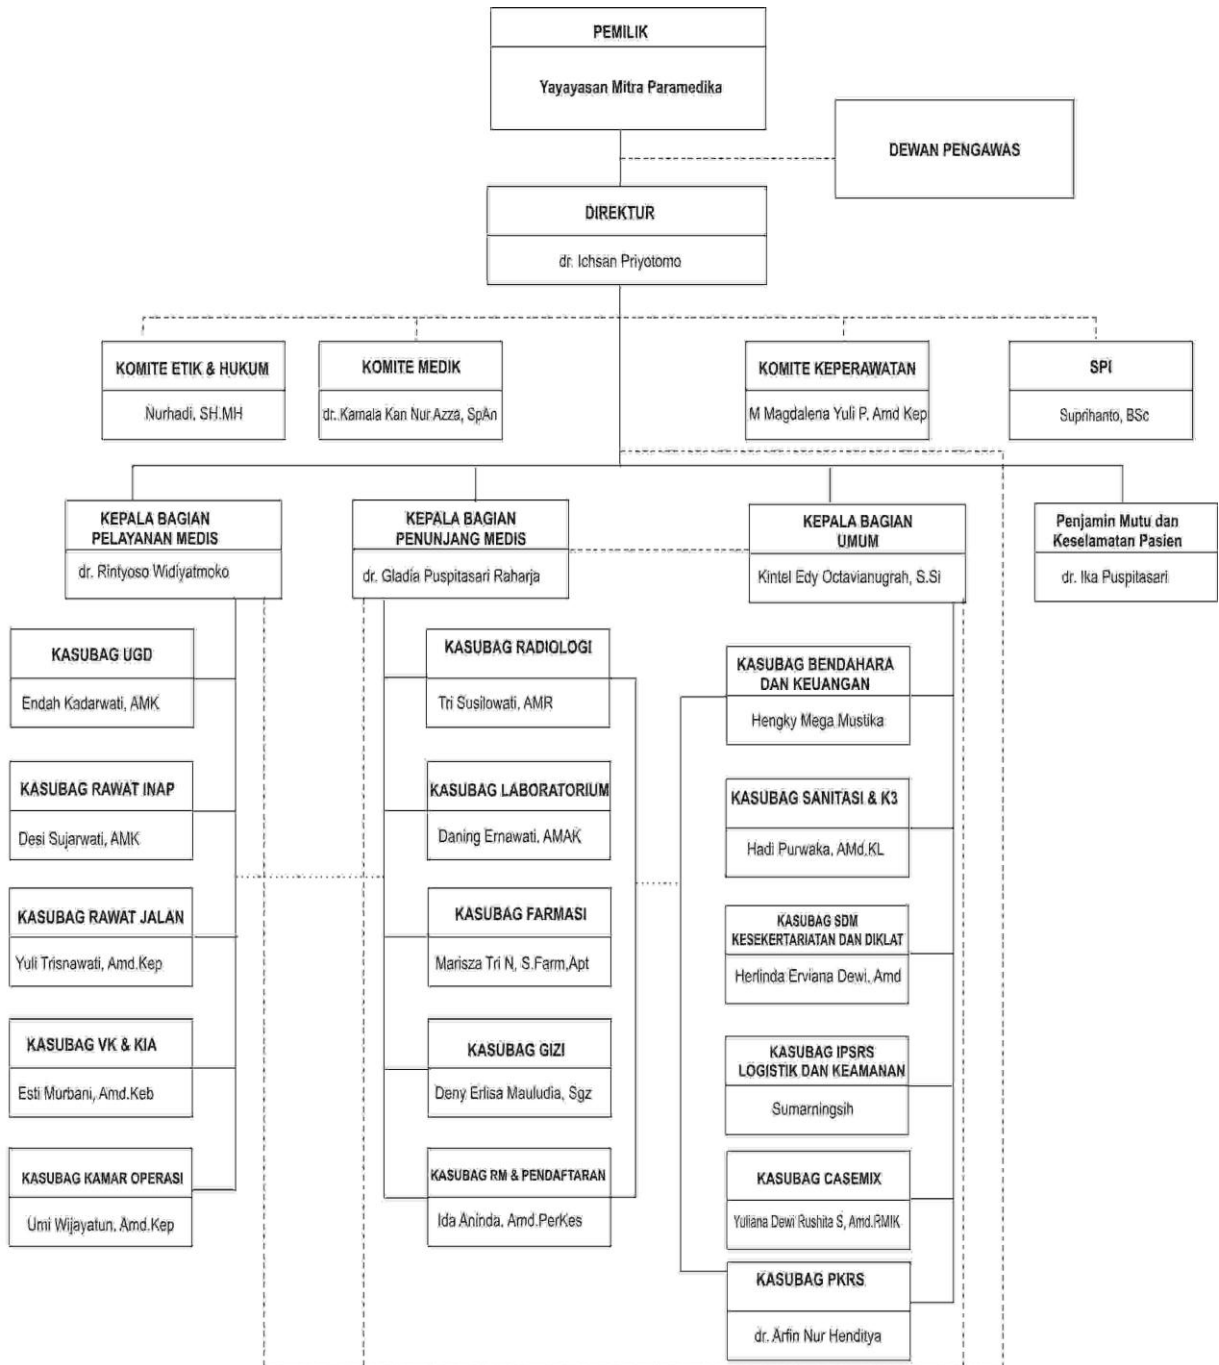 PEMILIK
Yayayasan Mitra Paramedika
DEWAN PENGAWAS
DIREKTUR
dr. Ichsan Priyotomo
KOMITE ETIK & HUKUM
Nurhadi, SH.MH
KOMITE MEDIK
dr. Kamala Kan Nur Azza, SpAn
KOMITE KEPERAWATAN
M Magdalena Yuli P. Amd Kep
SPI
Suprihanto, BSc
KEPALA BAGIAN
PELAYANAN MEDIS
dr. Rintyoso Widiyatmoko
KEPALA BAGIAN
PENUNJANG MEDIS
dr. Gladia Puspitasari Raharja
KEPALA BAGIAN
UMUM
Kintel Edy Octavianugrah, S.Si
Penjamin Mutu dan
Keselamatan Pasien
dr. Ika Puspitasari
KASUBAG UGD
Endah Kadarwati, AMK
KASUBAG RAWAT INAP
Desi Sujarwati, AMK
KASUBAG RAWAT JALAN
Yuli Trisnawati, Amd.Kep
KASUBAG VK & KIA
Esti Murbani, Amd.Keb
KASUBAG KAMAR OPERASI
Umi Wijayatun, Amd.Kep
KASUBAG RADIOLOGI
Tri Susilowati, AMR
KASUBAG LABORATORIUM
Daning Ernawati, AMAK
KASUBAG FARMASI
Marisza Tri N, S.Farm,Apt
KASUBAG GIZI
Deny Erlisa Mauludia, Sgz
KASUBAG RM & PENDAFTARAN
Ida Aninda, Amd.PerKes
KASUBAG BENDAHARA
DAN KEUANGAN
Hengky Mega Mustika
KASUBAG SANITASI & K3
Hadi Purwaka, AMd.KL
KASUBAG SDM
KESEKERTARIATAN DAN DIKLAT
Herlinda Erviana Dewi, Amd
KASUBAG IPSRS
LOGISTIK DAN KEAMANAN
Sumarningsih
KASUBAG CASEMIX
Yuliana Dewi Rushita S, Amd.RMIK
KASUBAG PKRS
dr. Arfin Nur Henditya